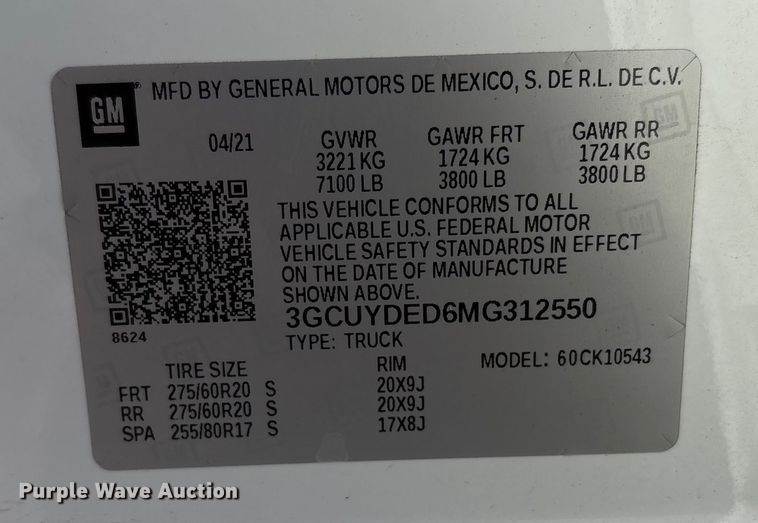 GM
MFD BY GENERAL MOTORS DE MEXICO, S. DE R.L. DE C.V.
04/21 GVWR GAWR FRT GAWR RR
3221 KG 1724 KG 1724 KG
7100 LB 3800 LB 3800 LB
THIS VEHICLE CONFORMS TO ALL
APPLICABLE U.S. FEDERAL MOTOR
VEHICLE SAFETY STANDARDS IN EFFECT
ON THE DATE OF MANUFACTURE
SHOWN ABOVE.
3GCUYDED6MG312550
8624
TYPE: TRUCK
TIRE SIZE RIM MODEL: 60CK10543
FRT 275/60R20 S 20X9J
RR 275/60R20 S 20X9J
SPA 255/80R17 S 17X8J
Purple Wave Auction